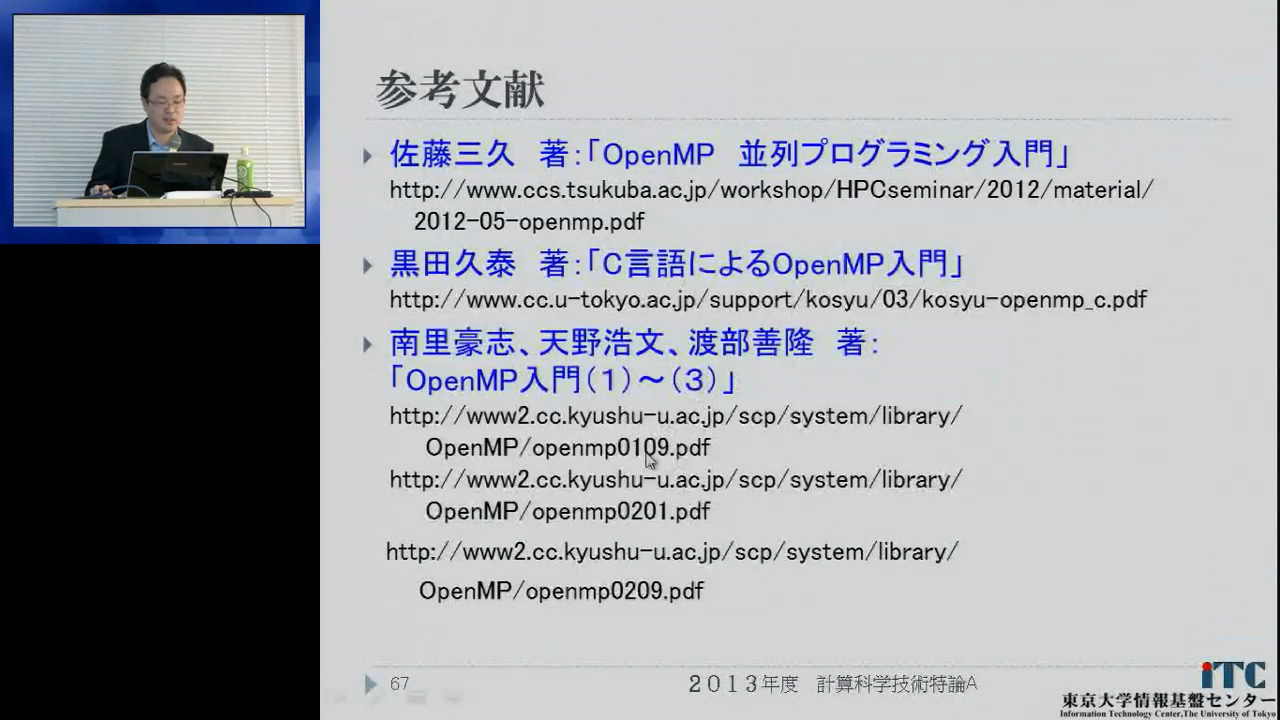 参考文献
佐藤三久　著：「OpenMP　並列プログラミング入門」
http://www.ccs.tsukuba.ac.jp/workshop/HPCseminar/2012/material/
2012-05-openmp.pdf
黒田久泰　著：「C言語によるOpenMP入門」
http://www.cc.u-tokyo.ac.jp/support/kosyu/03/kosyu-openmp_c.pdf
南里豪志、天野浩文、渡部善隆　著：
「OpenMP入門（１）～（３）」
http://www2.cc.kyushu-u.ac.jp/scp/system/library/
OpenMP/openmp0109.pdf
http://www2.cc.kyushu-u.ac.jp/scp/system/library/
OpenMP/openmp0201.pdf
http://www2.cc.kyushu-u.ac.jp/scp/system/library/
OpenMP/openmp0209.pdf
67
２０１３年度　計算科学技術特論A
iTC
東京大学情報基盤センター
Information Technology Center,The University of Tokyo